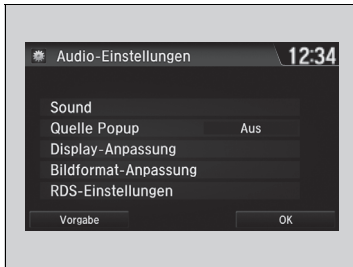 Audio-Einstellungen 12:34
Sound
Quelle Popup Aus
Display-Anpassung
Bildformat-Anpassung
RDS-Einstellungen
Vorgabe OK